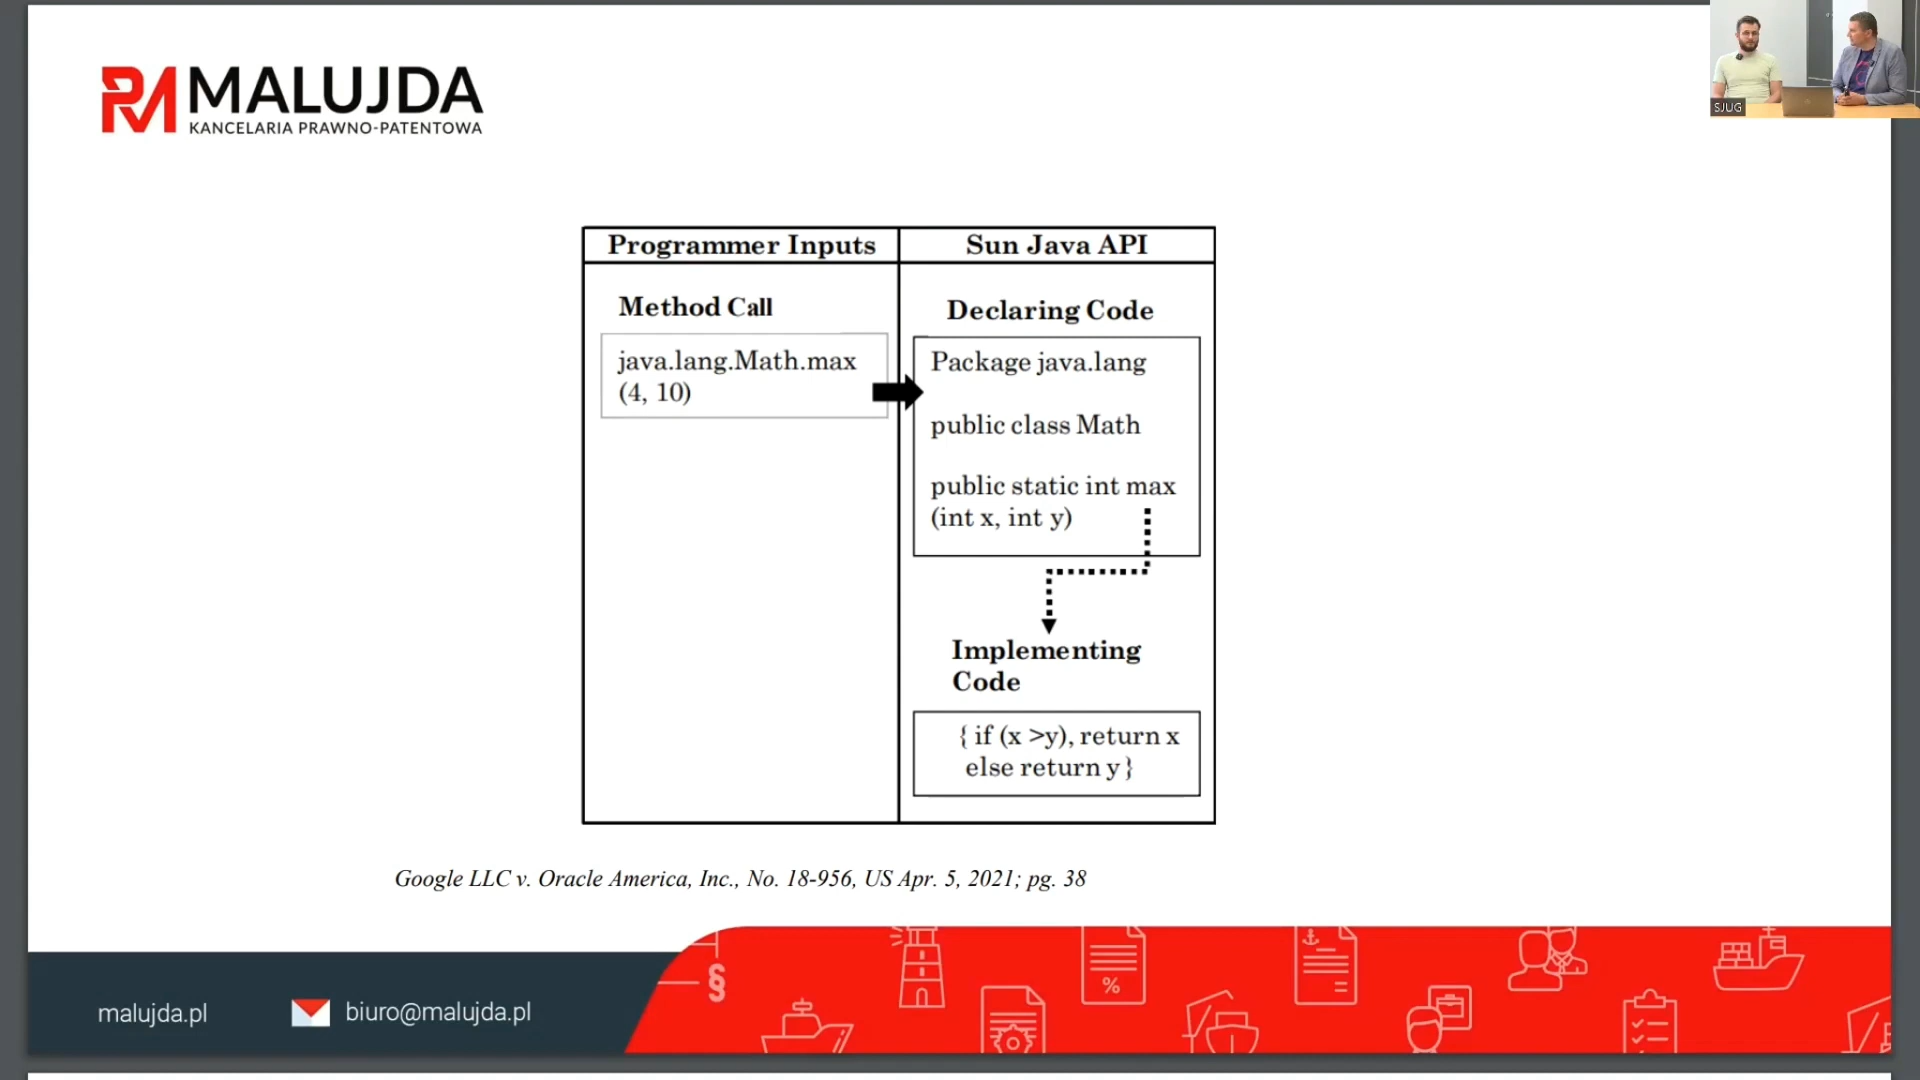 MALUJDA
KANCELARIA PRAWNO-PATENTOWA
SJUG
Programmer Inputs
Sun Java API
Method Call
java.lang.Math.max
(4, 10)
Declaring Code
Package java.lang
public class Math
public static int max
(int x, int y)
Implementing
Code
{ if (x >y), return x
else return y }
Google LLC v. Oracle America, Inc., No. 18-956, US Apr. 5, 2021; pg. 38
malujda.pl
biuro@malujda.pl
§
%